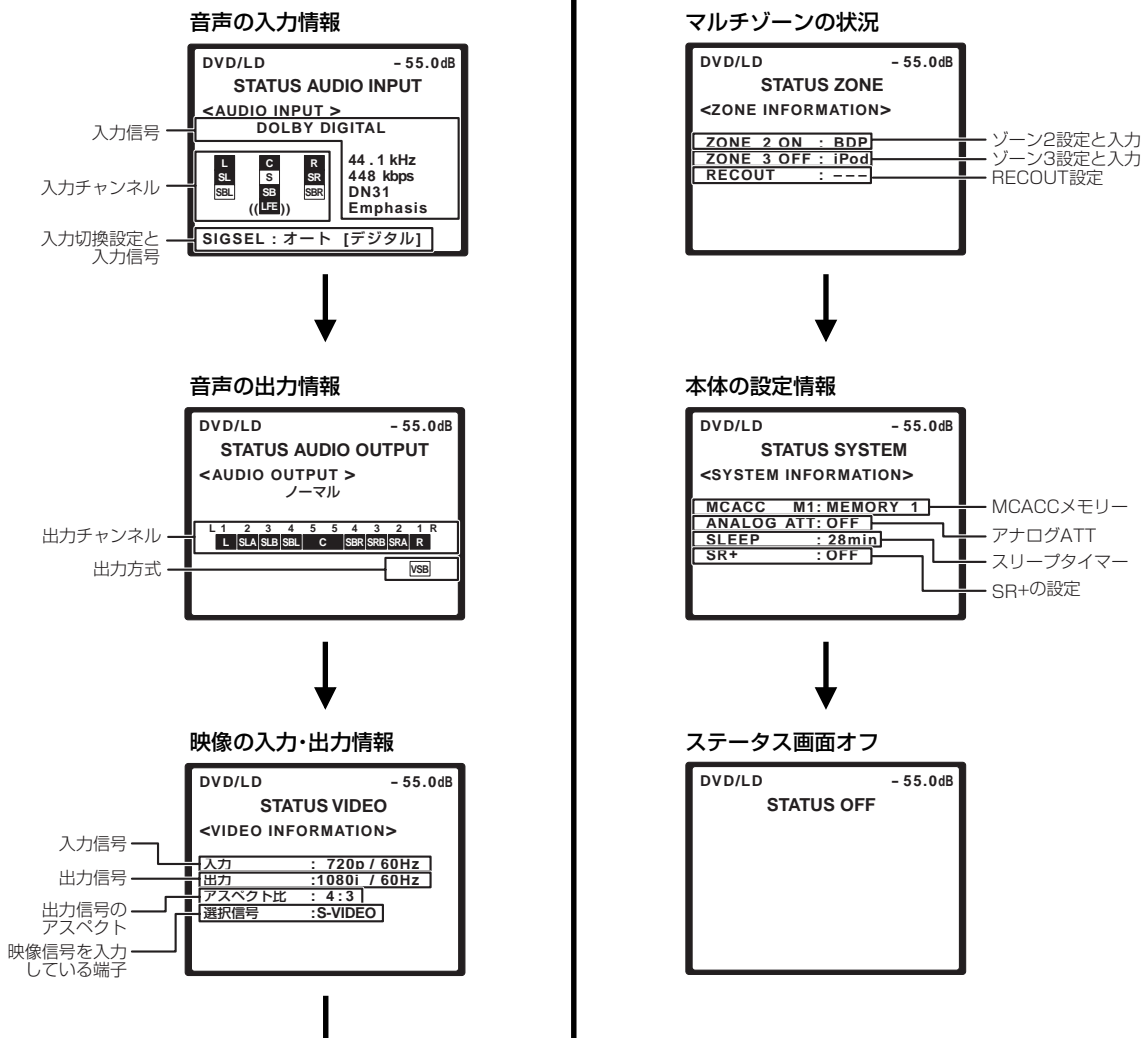 音声の入力情報
DVD/LD -55.0dB
STATUS AUDIO INPUT
<AUDIO INPUT >
DOLBY DIGITAL
L C R
SL S SR
SBL SB SBR
((LFE))
44.1 kHz
448 kbps
DN31
Emphasis
SIGSEL : オート [デジタル]
入力信号
入力チャンネル
入力切換設定と
入力信号
音声の出力情報
DVD/LD -55.0dB
STATUS AUDIO OUTPUT
<AUDIO OUTPUT >
ノーマル
L 1 2 3 4 5 5 4 3 2 1 R
L SLA SLB SBL C SBR SRB SRA R
VSB
出力チャンネル
出力方式
映像の入力・出力情報
DVD/LD -55.0dB
STATUS VIDEO
<VIDEO INFORMATION>
入力 : 720p / 60Hz
出力 :1080i / 60Hz
アスペクト比 : 4:3
選択信号 :S-VIDEO
入力信号
出力信号
出力信号の
アスペクト
映像信号を入力
している端子
マルチゾーンの状況
DVD/LD -55.0dB
STATUS ZONE
<ZONE INFORMATION>
ZONE 2 ON : BDP
ZONE 3 OFF : iPod
RECOUT : ---
ゾーン2設定と入力
ゾーン3設定と入力
RECOUT設定
本体の設定情報
DVD/LD -55.0dB
STATUS SYSTEM
<SYSTEM INFORMATION>
MCACC M1: MEMORY 1
ANALOG ATT: OFF
SLEEP : 28min
SR+ : OFF
MCACCメモリー
アナログATT
スリープタイマー
SR+の設定
ステータス画面オフ
DVD/LD -55.0dB
STATUS OFF